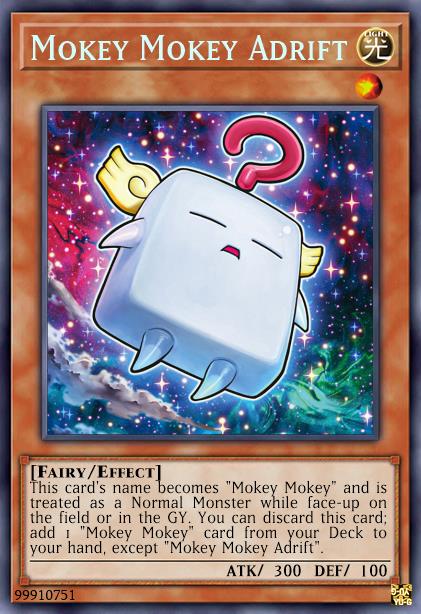 MOKEY MOKEY ADRIFT
LIGHT
光
[FAIRY/EFFECT]
This card's name becomes "Mokey Mokey" and is
treated as a Normal Monster while face-up on
the field or in the GY. You can discard this card;
add 1 "Mokey Mokey" card from your Deck to
your hand, except "Mokey Mokey Adrift".
ATK/ 300 DEF/ 100
99910751